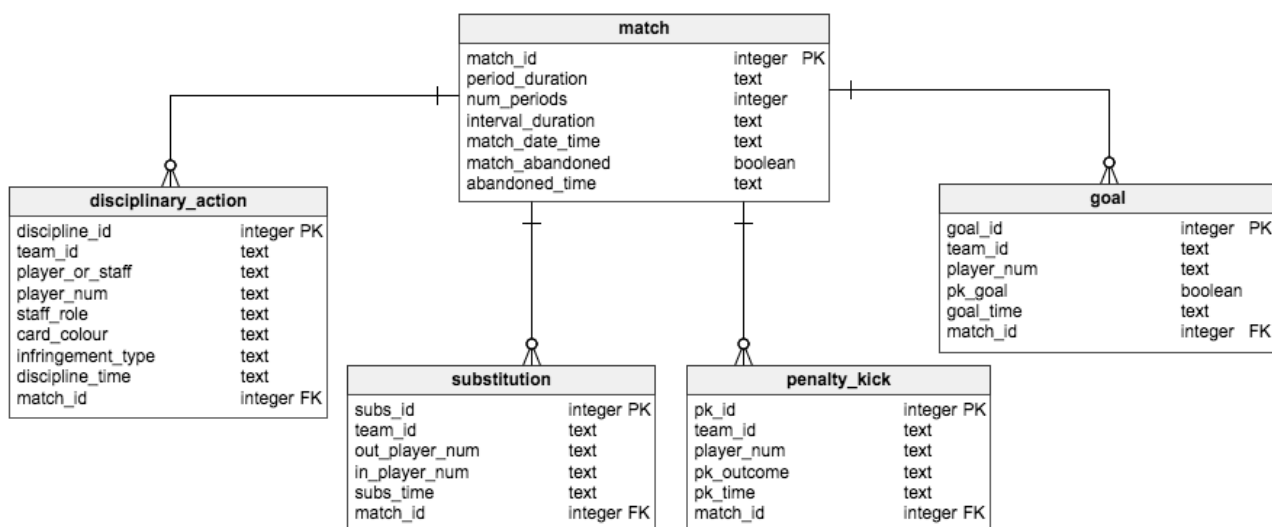 match
match_id integer PK
period_duration text
num_periods integer
interval_duration text
match_date_time text
match_abandoned boolean
abandoned_time text
disciplinary_action
discipline_id integer PK
team_id text
player_or_staff text
player_num text
staff_role text
card_colour text
infringement_type text
discipline_time text
match_id integer FK
goal
goal_id integer PK
team_id text
player_num text
pk_goal boolean
goal_time text
match_id integer FK
substitution
subs_id integer PK
team_id text
out_player_num text
in_player_num text
subs_time text
match_id integer FK
penalty_kick
pk_id integer PK
team_id text
player_num text
pk_outcome text
pk_time text
match_id integer FK